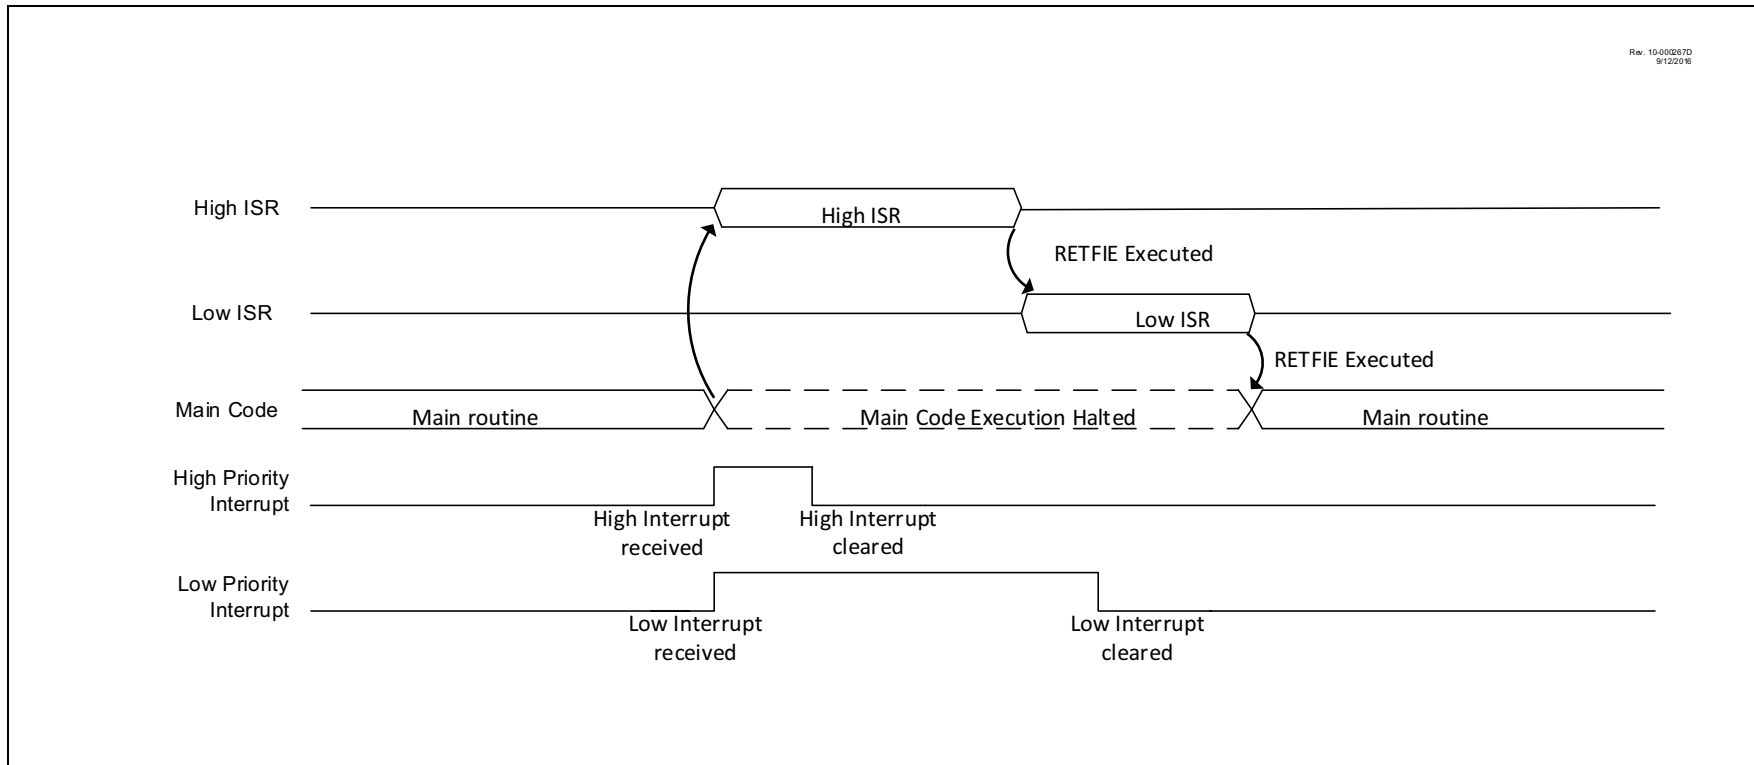 Rev. 10-000267D
9/12/2016
High ISR
High ISR
RETFIE Executed
Low ISR
Low ISR
RETFIE Executed
Main Code
Main routine
Main Code Execution Halted
Main routine
High Priority
Interrupt
High Interrupt
received
High Interrupt
cleared
Low Priority
Interrupt
Low Interrupt
received
Low Interrupt
cleared